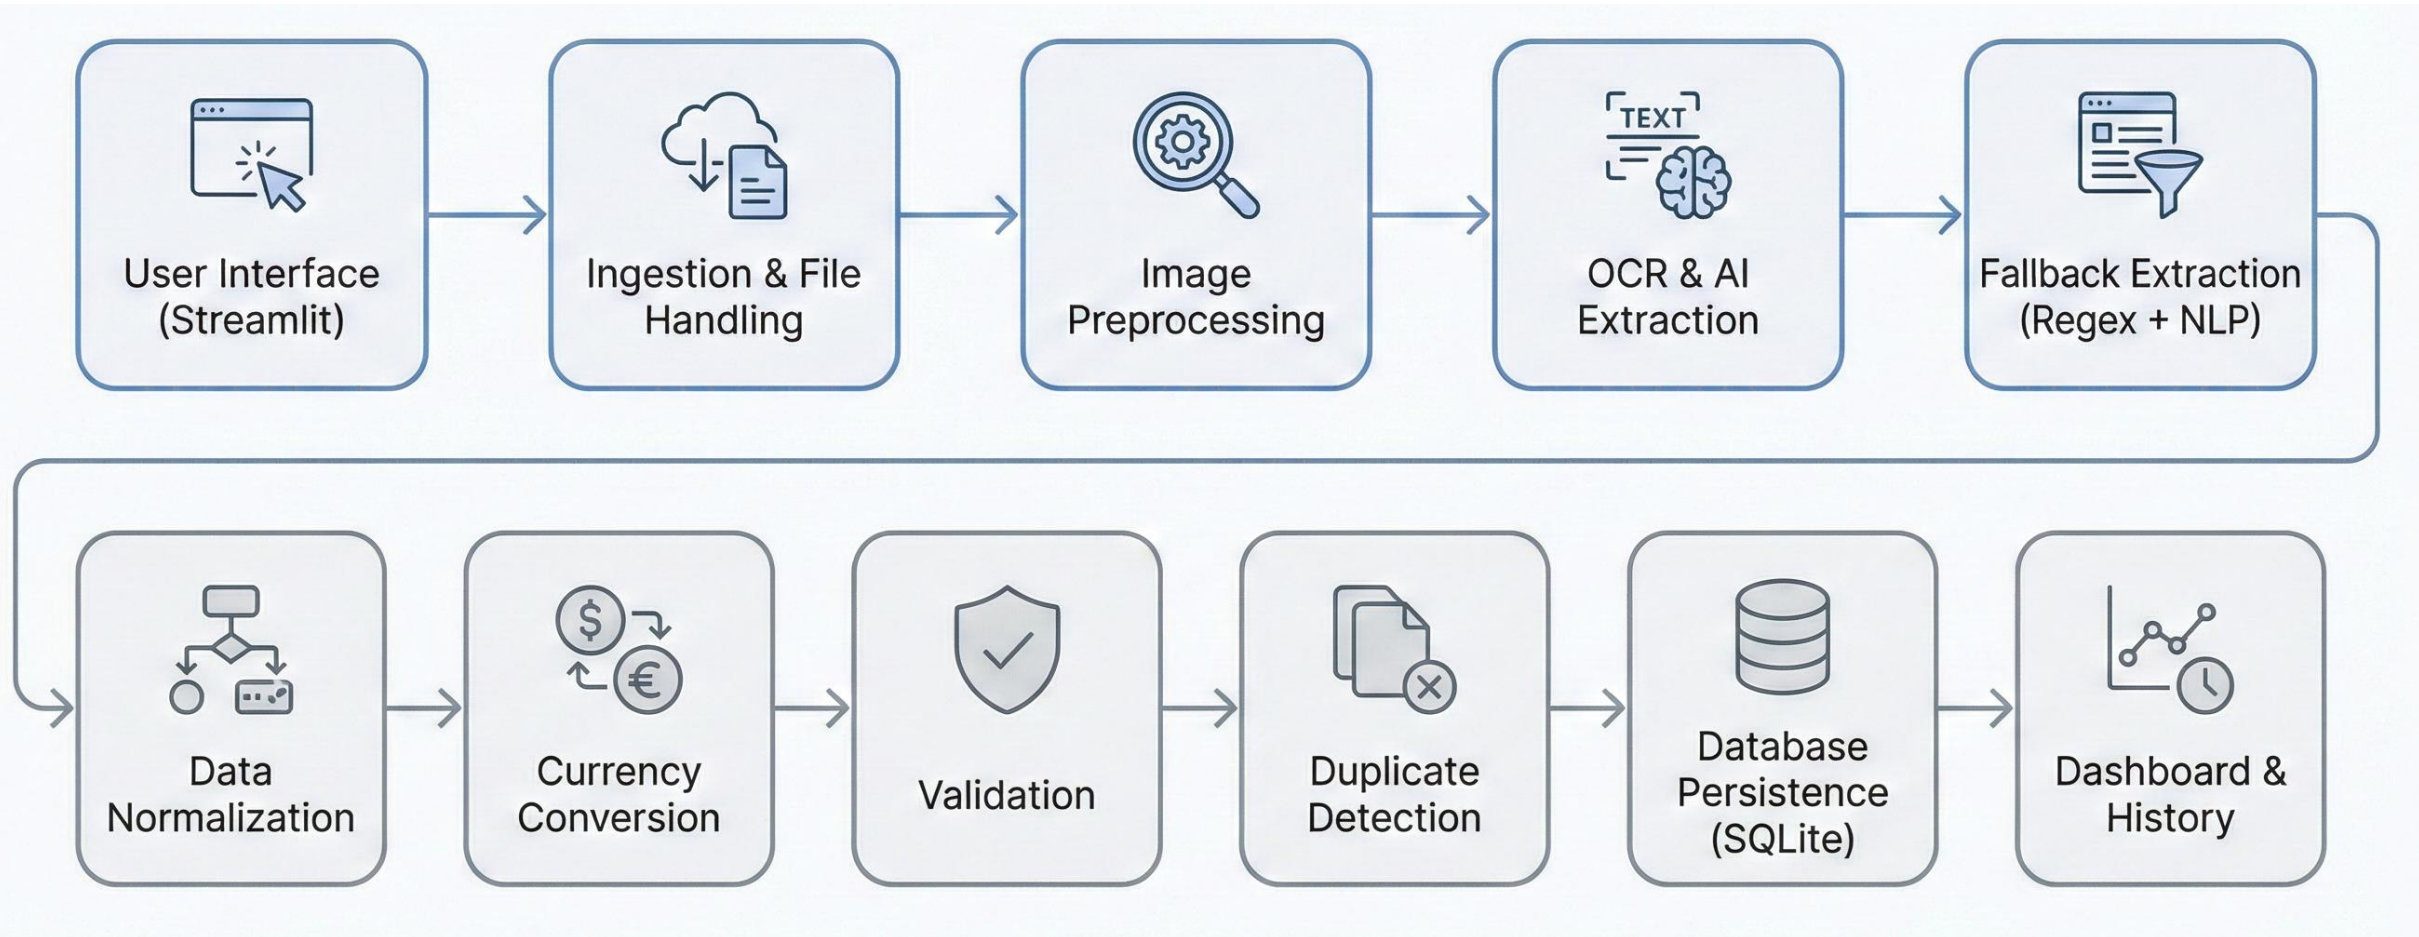 User Interface
(Streamlit)
Ingestion & File
Handling
Image
Preprocessing
TEXT
OCR & AI
Extraction
Fallback Extraction
(Regex + NLP)
Data
Normalization
$
€
Currency
Conversion
Validation
Duplicate
Detection
Database
Persistence
(SQLite)
Dashboard &
History